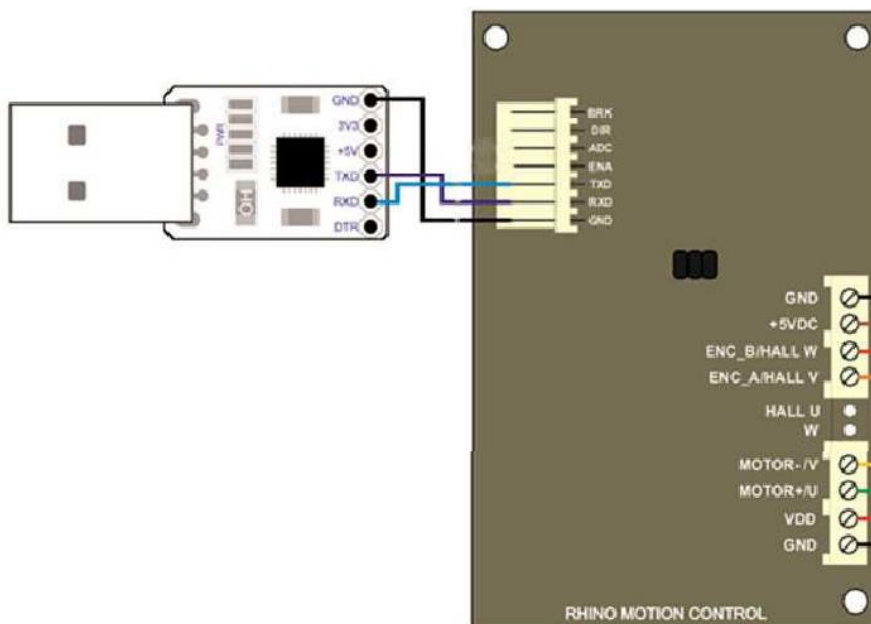 GND
3V3
+5V
TXD
RXD
DTR
PWR
BRK
DIR
ADC
ENA
TXD
RXD
GND
GND
+5VDC
ENC_B/HALL W
ENC_A/HALL V
HALL U
W
MOTOR-/V
MOTOR+/U
VDD
GND
RHINO MOTION CONTROL